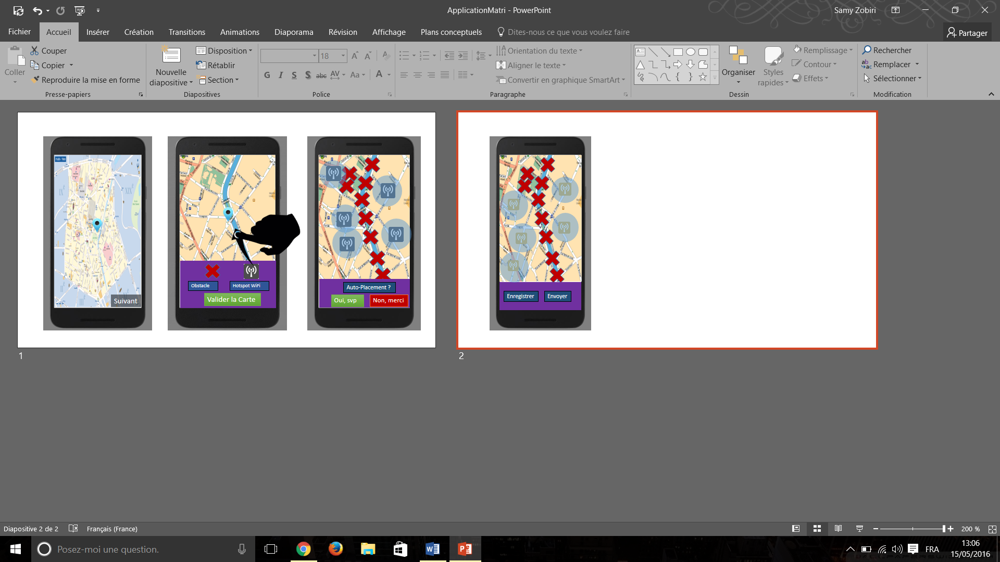 ApplicationMatri - PowerPoint
Samy Zobiri
Fichier
Accueil
Insérer
Création
Transitions
Animations
Diaporama
Révision
Affichage
Plans conceptuels
Dites-nous ce que vous voulez faire
Partager
Coller
Couper
Copier
Reproduire la mise en forme
Presse-papiers
Nouvelle
diapositive
Disposition
Rétablir
Section
Diapositives
18
G I S S abc AV Aa A
Police
Orientation du texte
Aligner le texte
Convertir en graphique SmartArt
Paragraphe
Organiser
Styles
rapides
Remplissage
Contour
Effets
Dessin
Rechercher
Remplacer
Sélectionner
Modification
Suivant
Obstacle
Hotspot WiFi
Valider la Carte
Auto-Placement ?
Oui, svp
Non, merci
Enregistrer
Envoyer
1
2
Diapositive 2 de 2
Français (France)
200 %
Posez-moi une question.
FRA
13:06
15/05/2016